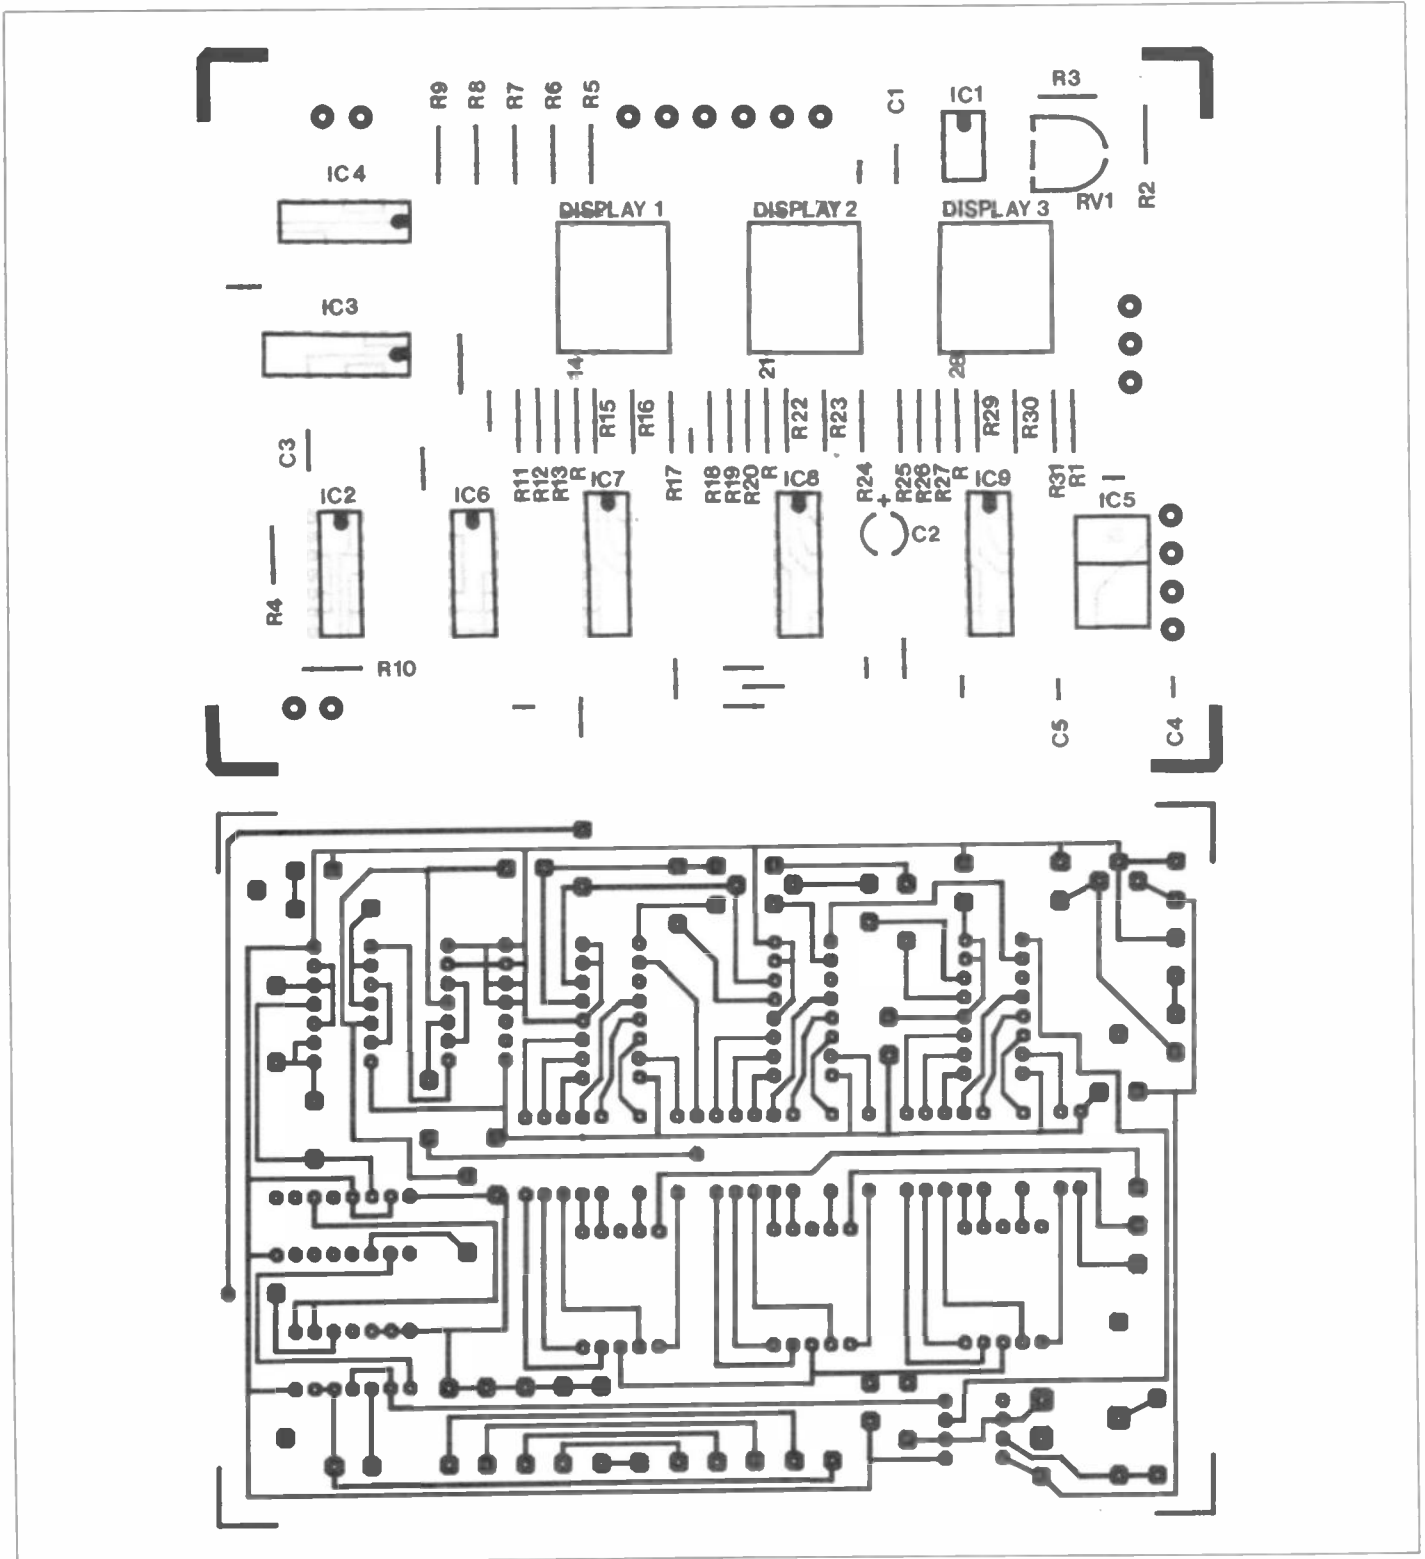 R9
R8
R7
R6
R5
C1
IC1
R3
IC4
RV1
R2
DISPLAY 1
DISPLAY 2
DISPLAY 3
IC3
14
21
28
R15
R16
R22
R23
R29
R30
C3
R11
R12
R13
R
IC7
R17
R18
R19
R20
R
IC8
R24
R25
R26
R27
R
IC9
R31
R1
IC2
IC6
+
C2
IC5
R4
R10
C5
C4